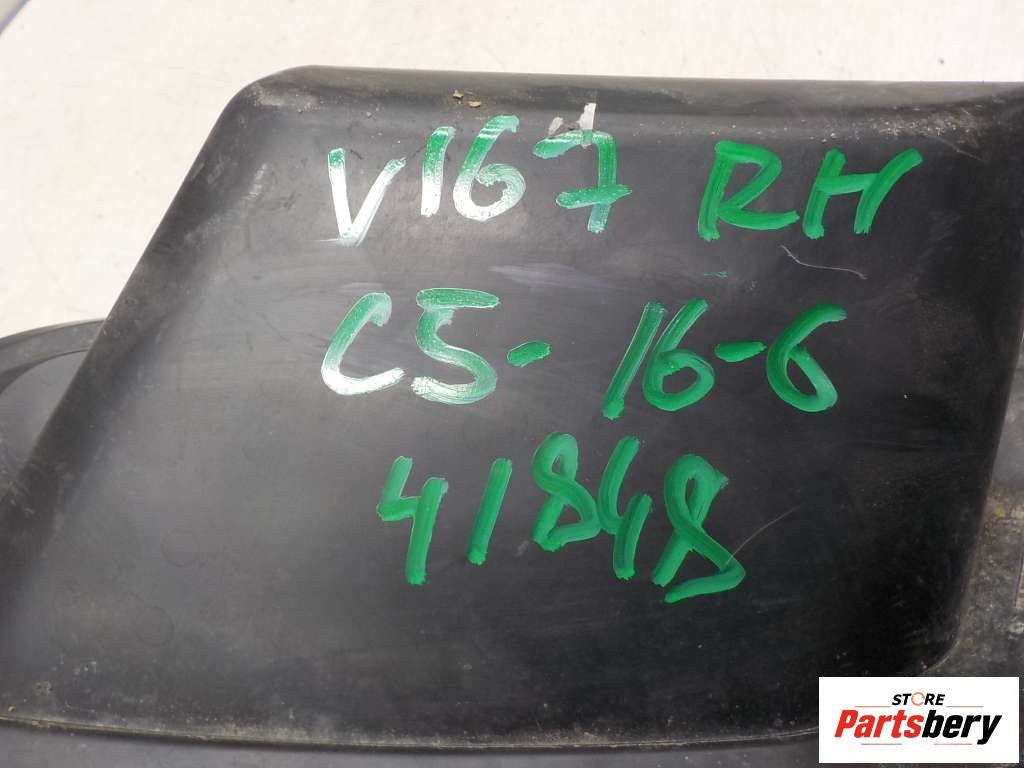 V167 RH
C5-16-6
41848
STORE
Partsbery